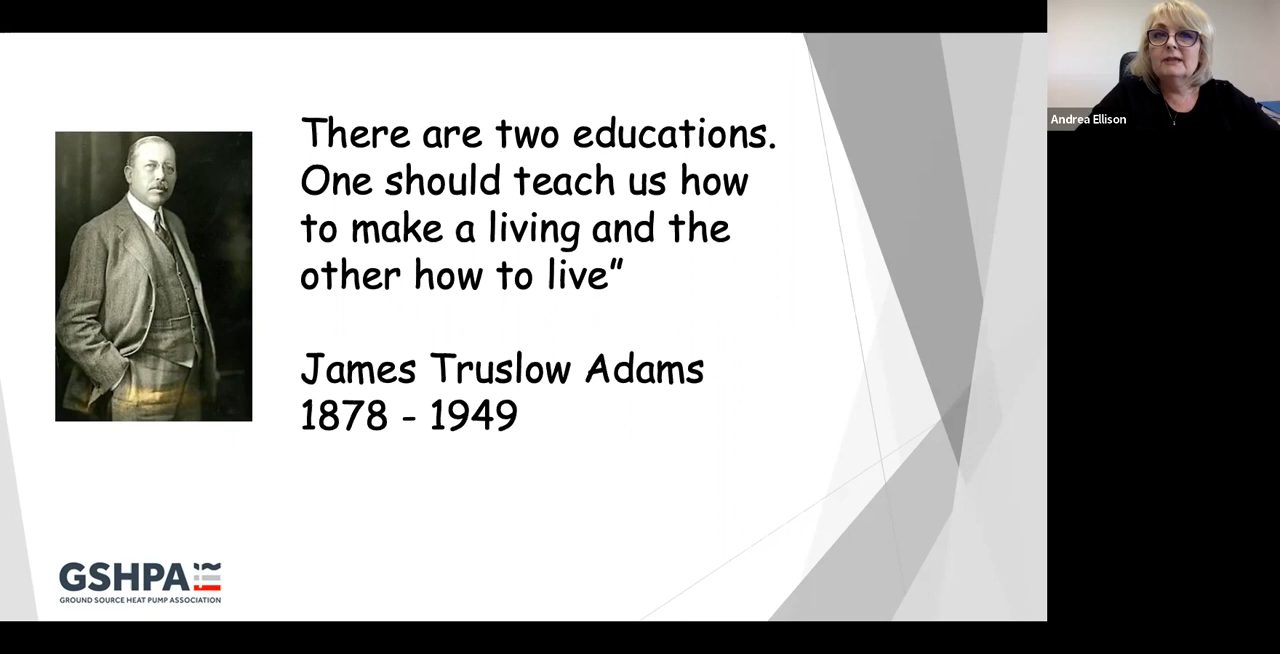 There are two educations.
One should teach us how
to make a living and the
other how to live”
James Truslow Adams
1878 - 1949
GSHPA
GROUND SOURCE HEAT PUMP ASSOCIATION
Andrea Ellison